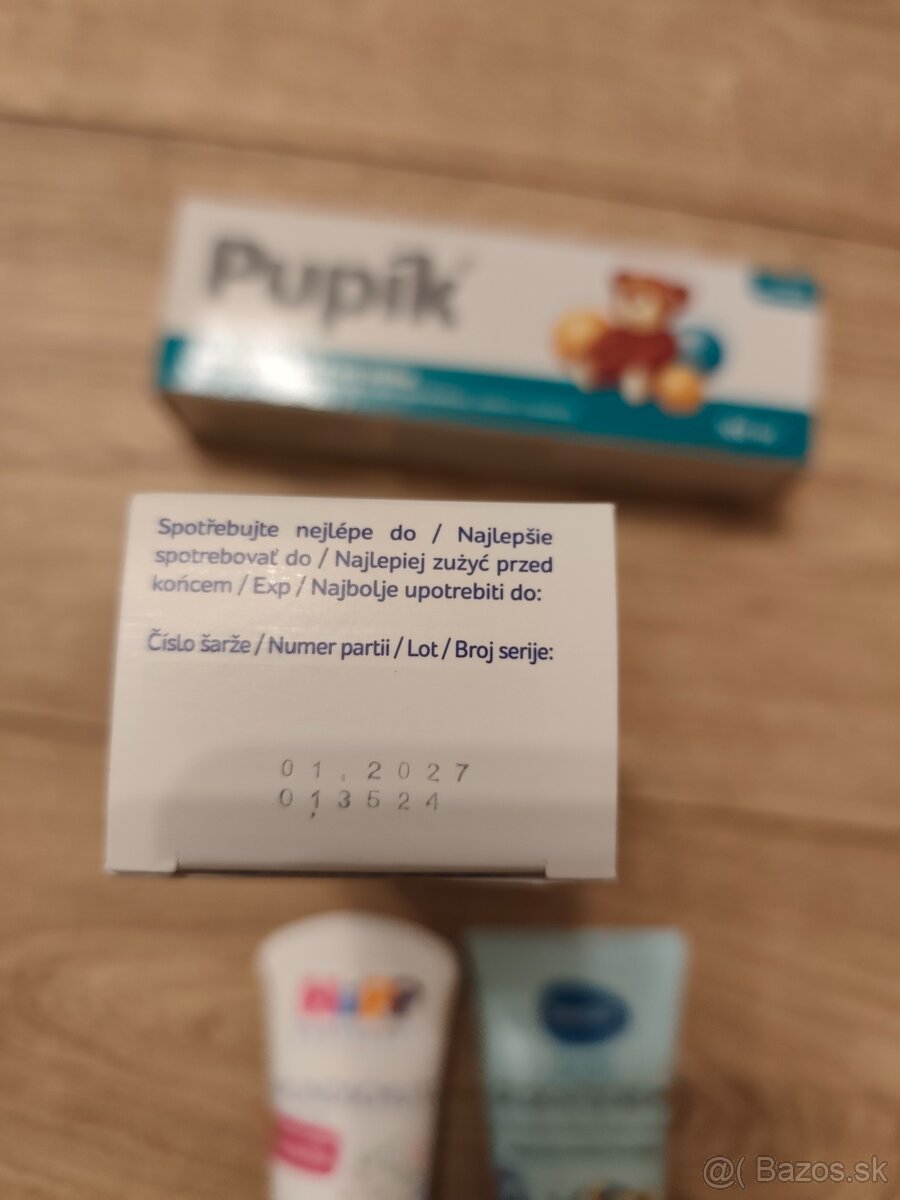 Pupík
Spotřebujte nejlépe do / Najlepšie
spotrebovať do / Najlepiej zużyć przed
końcem / Exp / Najbolje upotrebiti do:
Číslo šarže / Numer partii / Lot / Broj serije:
01.2027
013524
HiPP
@( Bazos.sk